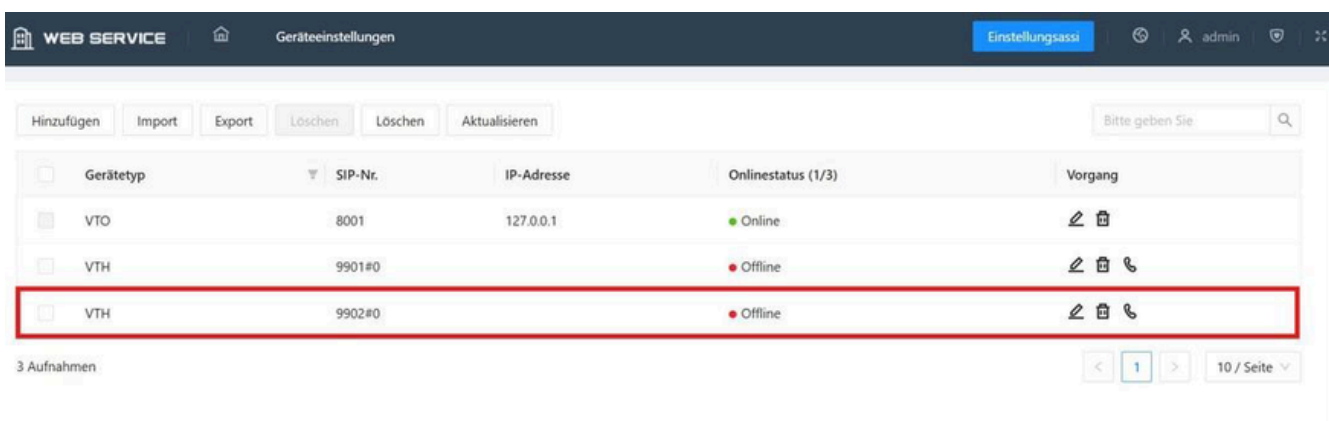 WEB SERVICE Geräteeinstellungen Einstellungsassi admin
Hinzufügen Import Export Löschen Löschen Aktualisieren Bitte geben Sie
Gerätetyp SIP-Nr. IP-Adresse Onlinestatus (1/3) Vorgang
VTO 8001 127.0.0.1 Online
VTH 9901#0 Offline
VTH 9902#0 Offline
3 Aufnahmen < 1 > 10 / Seite